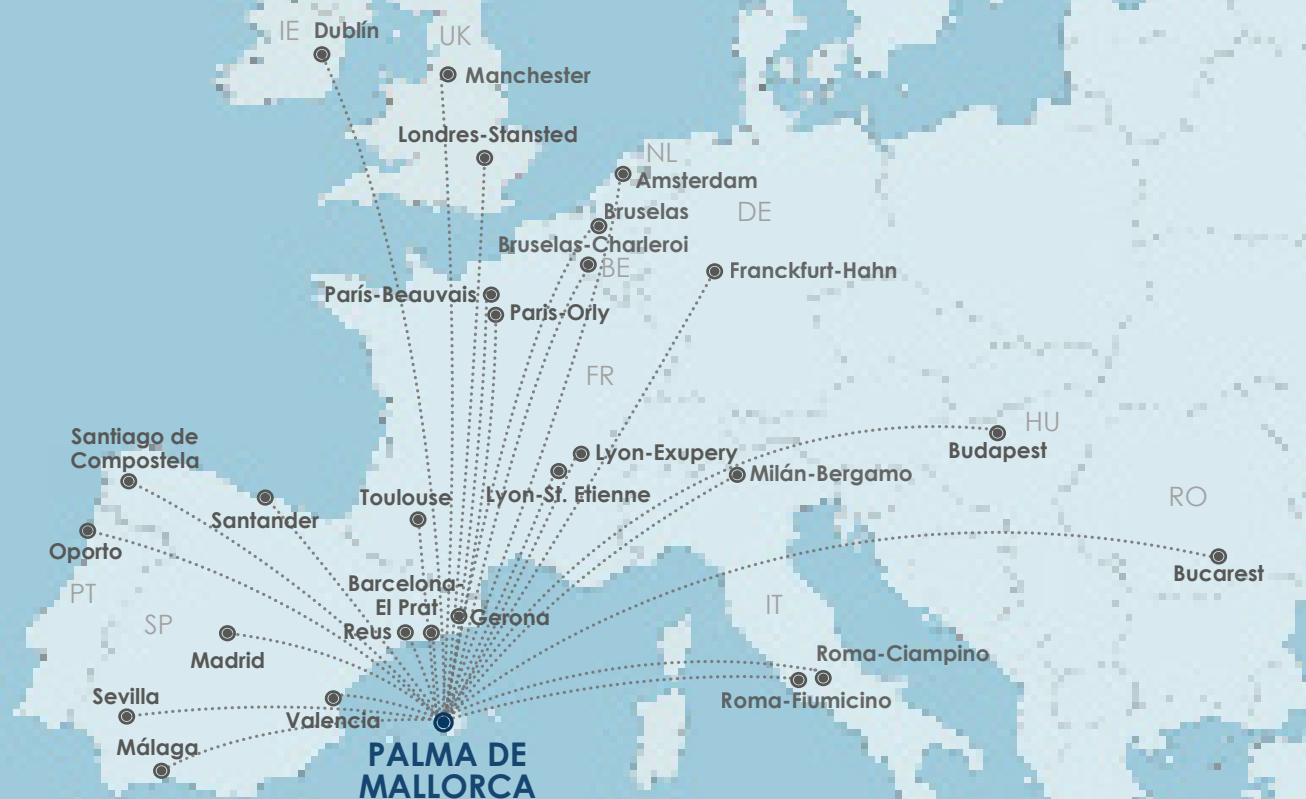 IE
Dublín
UK
Manchester
Londres-Stansted
NL
Amsterdam
Bruselas
DE
Bruselas-Charleroi
BE
Franckfurt-Hahn
París-Beauvais
Paris-Orly
FR
HU
Budapest
Santiago de
Compostela
Lyon-Exupery
Milán-Bergamo
Toulouse
Lyon-St. Etienne
RO
Santander
Oporto
Bucarest
Barcelona-
El Prat
PT
SP
Gerona
IT
Reus
Madrid
Roma-Ciampino
Sevilla
Roma-Fiumicino
Valencia
Málaga
PALMA DE
MALLORCA